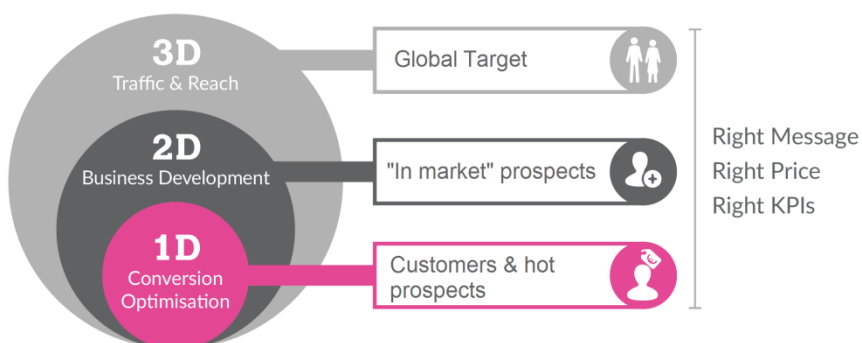 3D
Traffic & Reach
Global Target
2D
Business Development
"In market" prospects
1D
Conversion
Optimisation
Customers & hot
prospects
€
Right Message
Right Price
Right KPIs